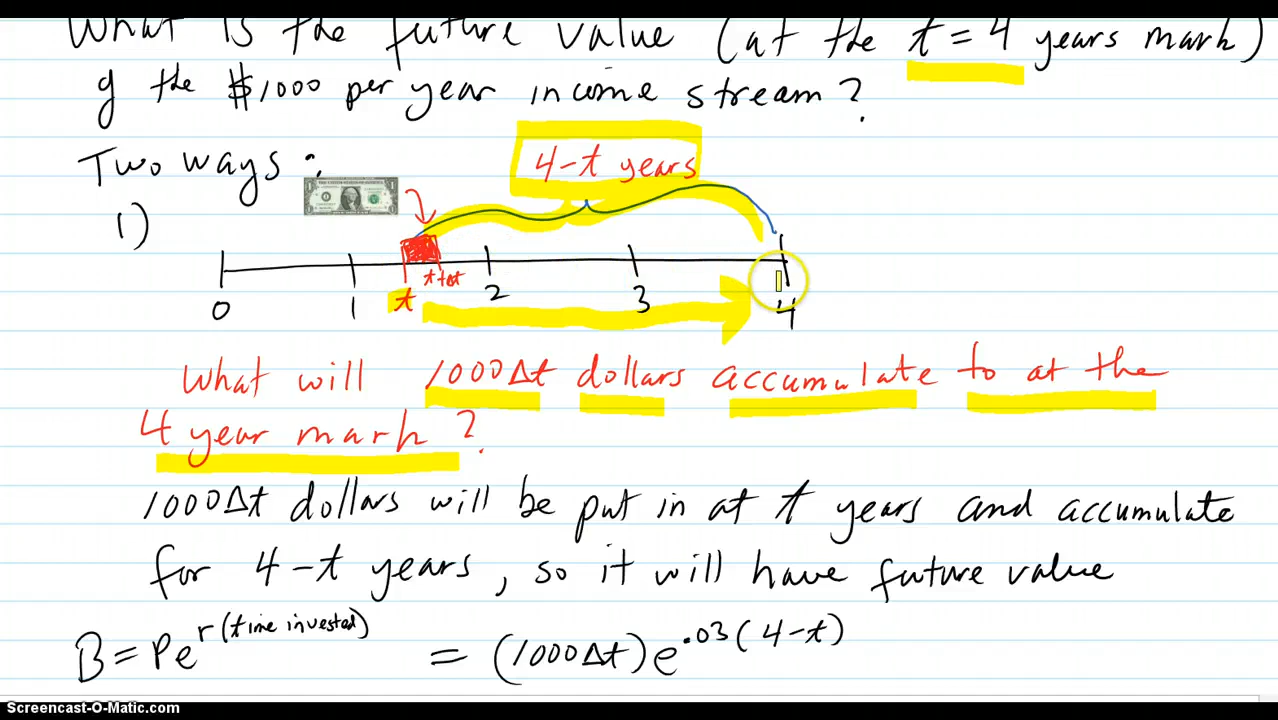 What is the future value (at the t = 4 years mark)
of the $1000 per year income stream?
Two ways :
4-t years
1)
t t+Δt
0 1 t 2 3 4
What will 1000Δt dollars accumulate to at the
4 year mark ?
1000Δt dollars will be put in at t years and accumulate
for 4-t years, so it will have future value
B = Pe^r(time invested) = (1000Δt)e^.03(4-t)
Screencast-O-Matic.com